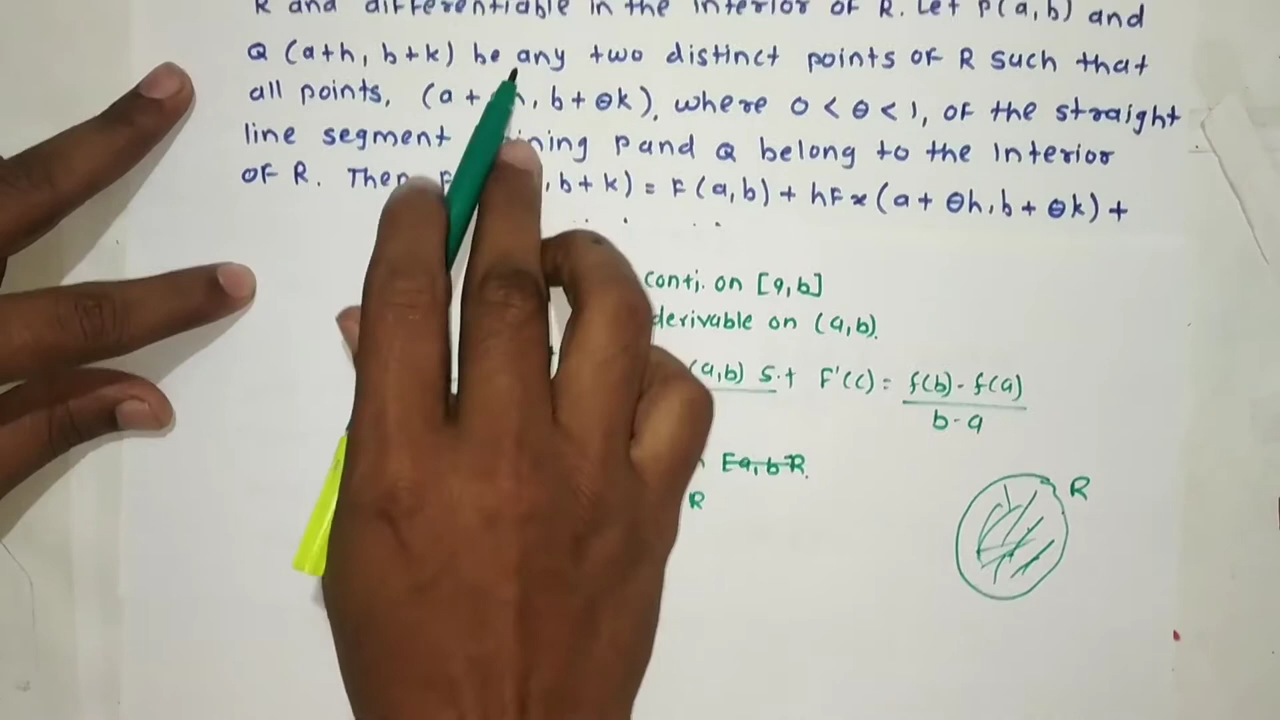 R and differentiable in the interior of R. Let P(a,b) and
Q (a+h, b+k) be any two distinct points of R such that
all points, (a + h, b + θk), where 0 < θ < 1, of the straight
line segment ining P and Q belong to the Interior
of R. Then F , b+k) = F(a,b) + hFx(a+ θh, b + θk) +
conti. on [a,b]
derivable on (a,b).
(a,b) s.t F'(c) = f(b) - f(a)
b - a
R
R